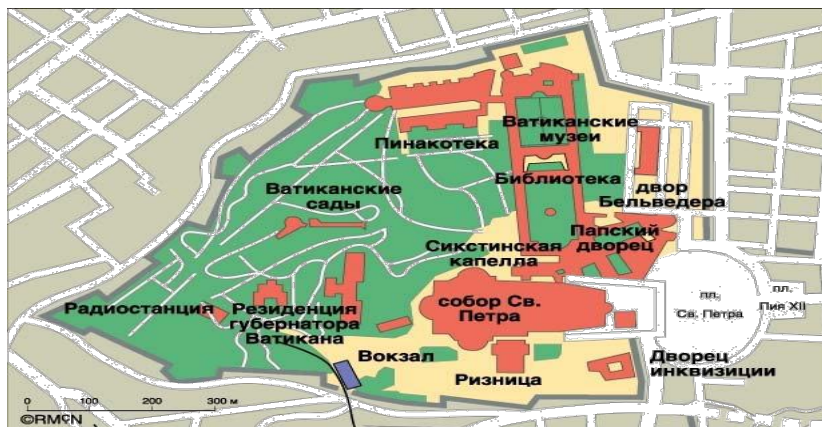 Ватиканские
музеи
Пинакотека
Библиотека
двор
Бельведера
Ватиканские
сады
Папский
дворец
Сикстинская
капелла
Радиостанция
Резиденция
губернатора
Ватикана
собор Св.
Петра
пл.
Св. Петра
пл.
Пия XII
Вокзал
Ризница
Дворец
инквизиции
0 100 200 300 м
©RMCN